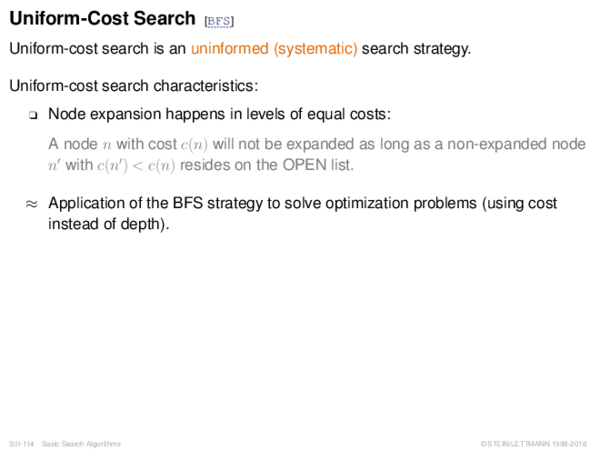 Uniform-Cost Search [BFS]
Uniform-cost search is an uninformed (systematic) search strategy.
Uniform-cost search characteristics:
❑ Node expansion happens in levels of equal costs:
A node n with cost c(n) will not be expanded as long as a non-expanded node
n′ with c(n′) < c(n) resides on the OPEN list.
≈ Application of the BFS strategy to solve optimization problems (using cost
instead of depth).
S:II-114 Basic Search Algorithms
© STEIN/LETTMANN 1998-2018